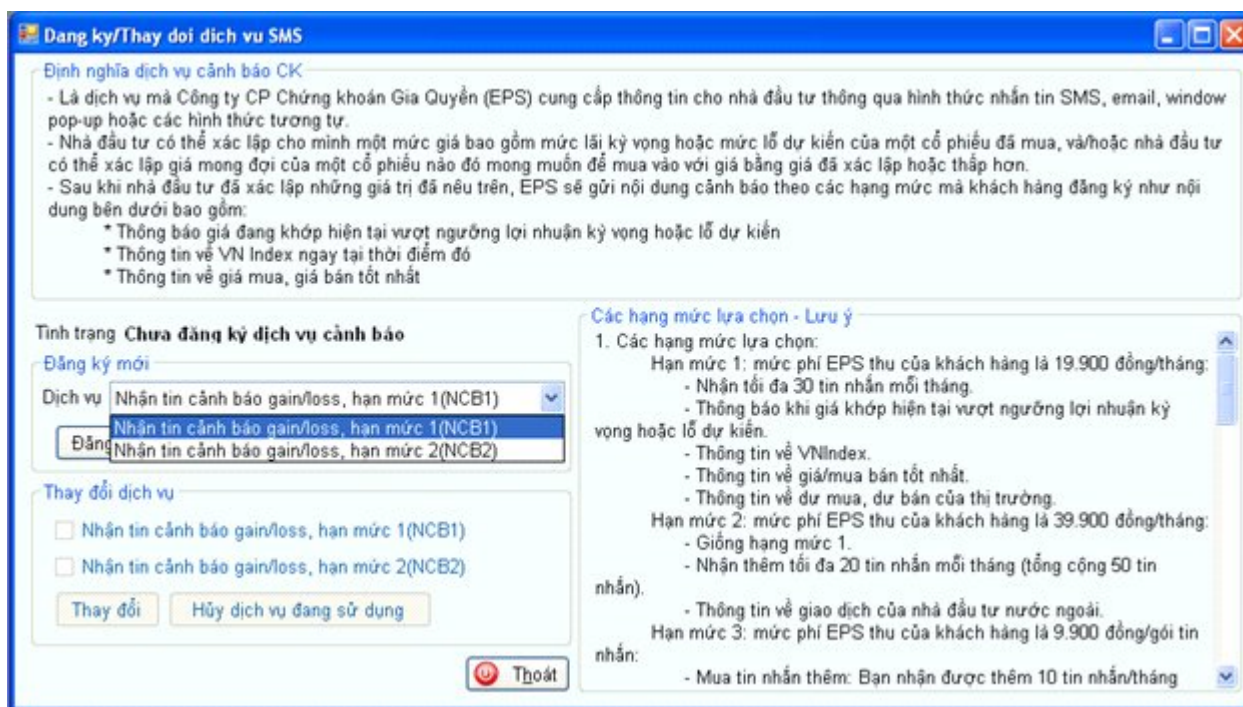 Dang ky/Thay doi dich vu SMS
Định nghĩa dịch vụ cảnh báo CK
- Là dịch vụ mà Công ty CP Chứng khoán Gia Quyền (EPS) cung cấp thông tin cho nhà đầu tư thông qua hình thức nhắn tin SMS, email, window
pop-up hoặc các hình thức tương tự.
- Nhà đầu tư có thể xác lập cho mình một mức giá bao gồm mức lãi kỳ vọng hoặc mức lỗ dự kiến của một cổ phiếu đã mua, và/hoặc nhà đầu tư
có thể xác lập giá mong đợi của một cổ phiếu nào đó mong muốn để mua vào với giá bằng giá đã xác lập hoặc thấp hơn.
- Sau khi nhà đầu tư đã xác lập những giá trị đã nêu trên, EPS sẽ gửi nội dung cảnh báo theo các hạng mức mà khách hàng đăng ký như nội
dung bên dưới bao gồm:
* Thông báo giá đang khớp hiện tại vượt ngưỡng lợi nhuận kỳ vọng hoặc lỗ dự kiến
* Thông tin về VN Index ngay tại thời điểm đó
* Thông tin về giá mua, giá bán tốt nhất
Tình trạng Chưa đăng ký dịch vụ cảnh báo
Đăng ký mới
Dịch vụ Nhận tin cảnh báo gain/loss, hạn mức 1(NCB1)
Nhận tin cảnh báo gain/loss, hạn mức 1(NCB1)
Nhận tin cảnh báo gain/loss, hạn mức 2(NCB2)
Đăng
Thay đổi dịch vụ
Nhận tin cảnh báo gain/loss, hạn mức 1(NCB1)
Nhận tin cảnh báo gain/loss, hạn mức 2(NCB2)
Thay đổi
Hủy dịch vụ đang sử dụng
Thoát
Các hạng mức lựa chọn - Lưu ý
1. Các hạng mức lựa chọn:
Hạn mức 1: mức phí EPS thu của khách hàng là 19.900 đồng/tháng:
- Nhận tối đa 30 tin nhắn mỗi tháng.
- Thông báo khi giá khớp hiện tại vượt ngưỡng lợi nhuận kỳ
vọng hoặc lỗ dự kiến.
- Thông tin về VNIndex.
- Thông tin về giá/mua bán tốt nhất.
- Thông tin về dư mua, dư bán của thị trường.
Hạn mức 2: mức phí EPS thu của khách hàng là 39.900 đồng/tháng:
- Giống hạng mức 1.
- Nhận thêm tối đa 20 tin nhắn mỗi tháng (tổng cộng 50 tin
nhắn).
- Thông tin về giao dịch của nhà đầu tư nước ngoài.
Hạn mức 3: mức phí EPS thu của khách hàng là 9.900 đồng/gói tin
nhắn:
- Mua tin nhắn thêm: Bạn nhận được thêm 10 tin nhắn/tháng